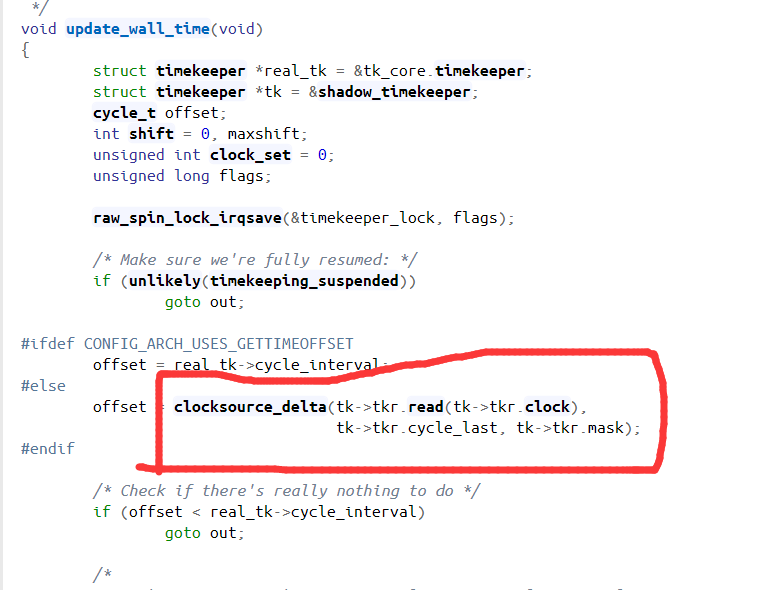 */
void update_wall_time(void)
{
struct timekeeper *real_tk = &tk_core.timekeeper;
struct timekeeper *tk = &shadow_timekeeper;
cycle_t offset;
int shift = 0, maxshift;
unsigned int clock_set = 0;
unsigned long flags;
raw_spin_lock_irqsave(&timekeeper_lock, flags);
/* Make sure we're fully resumed: */
if (unlikely(timekeeping_suspended))
goto out;
#ifdef CONFIG_ARCH_USES_GETTIMEOFFSET
offset = real_tk->cycle_interval;
#else
offset = clocksource_delta(tk->tkr.read(tk->tkr.clock),
tk->tkr.cycle_last, tk->tkr.mask);
#endif
/* Check if there's really nothing to do */
if (offset < real_tk->cycle_interval)
goto out;
/*